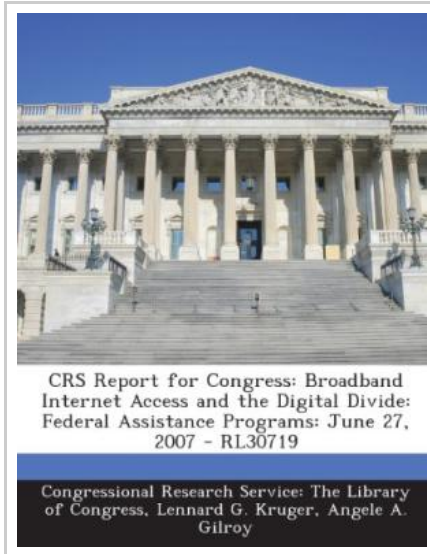 CRS Report for Congress: Broadband
Internet Access and the Digital Divide:
Federal Assistance Programs: June 27,
2007 - RL30719
Congressional Research Service: The Library
of Congress, Lennard G. Kruger, Angele A.
Gilroy